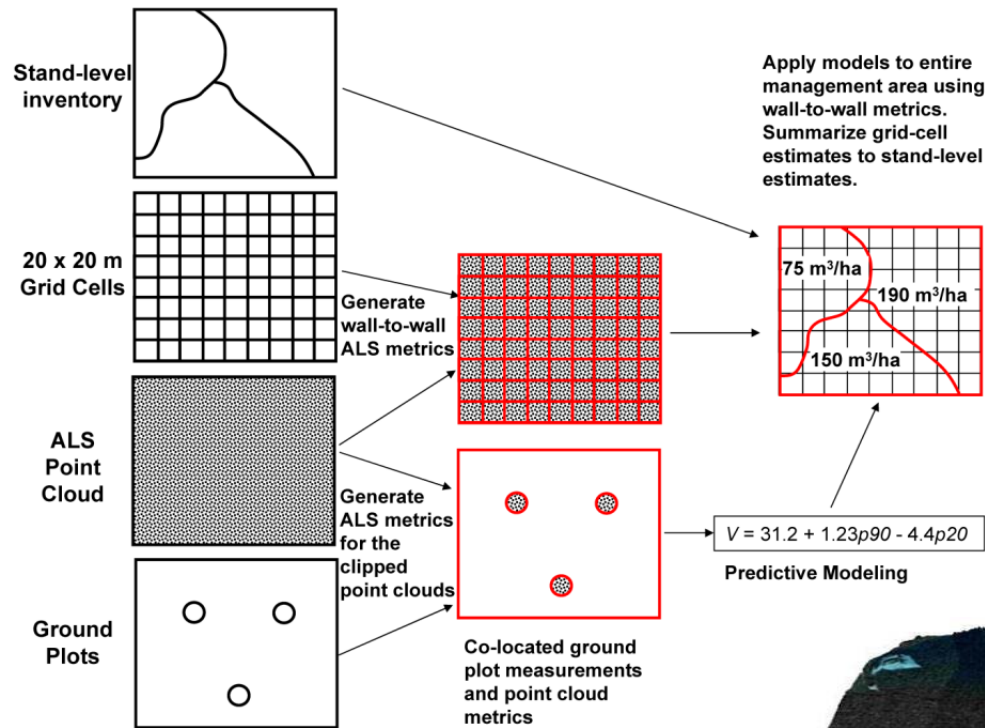 Stand-level
inventory
20 x 20 m
Grid Cells
ALS
Point
Cloud
Ground
Plots
Generate
wall-to-wall
ALS metrics
Generate
ALS metrics
for the
clipped
point clouds
Co-located ground
plot measurements
and point cloud
metrics
Apply models to entire
management area using
wall-to-wall metrics.
Summarize grid-cell
estimates to stand-level
estimates.
75 m³/ha
190 m³/ha
150 m³/ha
V = 31.2 + 1.23p90 - 4.4p20
Predictive Modeling